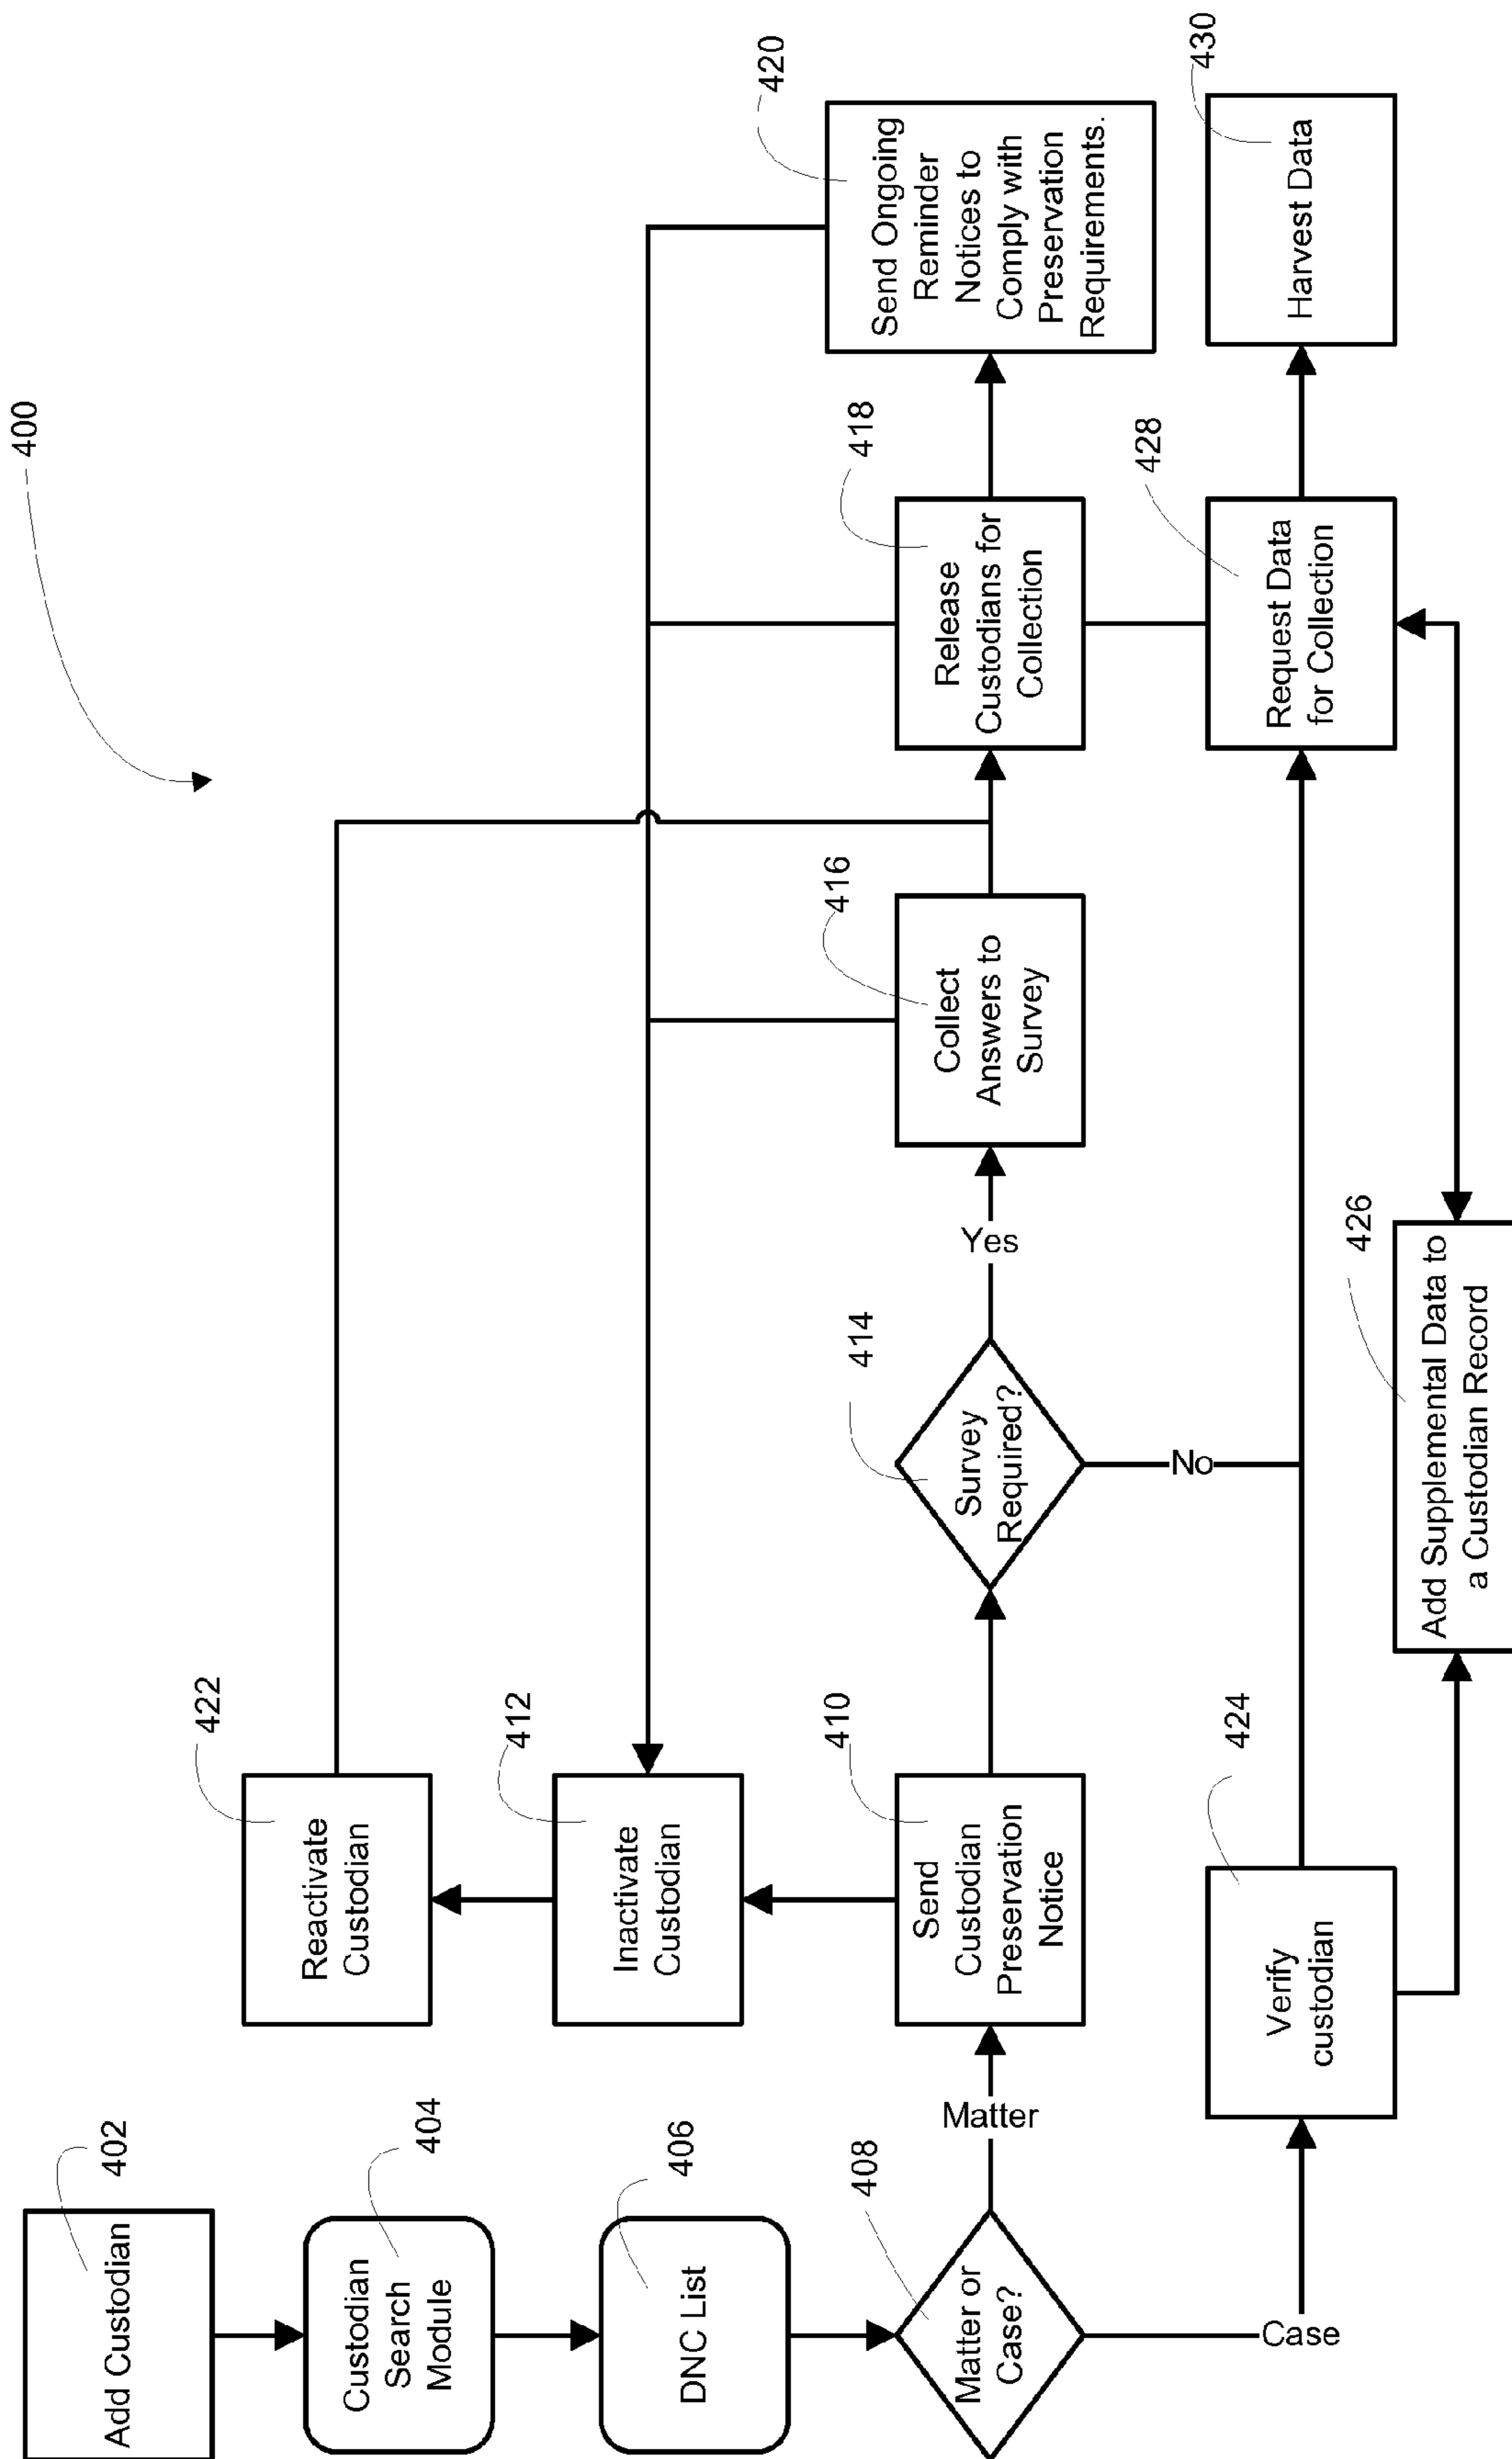 400
Add Custodian
402
Custodian
Search
Module
404
DNC List
406
Matter or
Case?
408
Matter
Case
Reactivate
Custodian
422
Inactivate
Custodian
412
Send
Custodian
Preservation
Notice
410
Survey
Required?
414
Yes
No
Collect
Answers to
Survey
416
Release
Custodians for
Collection
418
Send Ongoing
Reminder
Notices to
Comply with
Preservation
Requirements.
420
Verify
custodian
424
Add Supplemental Data to
a Custodian Record
426
Request Data
for Collection
428
Harvest Data
430